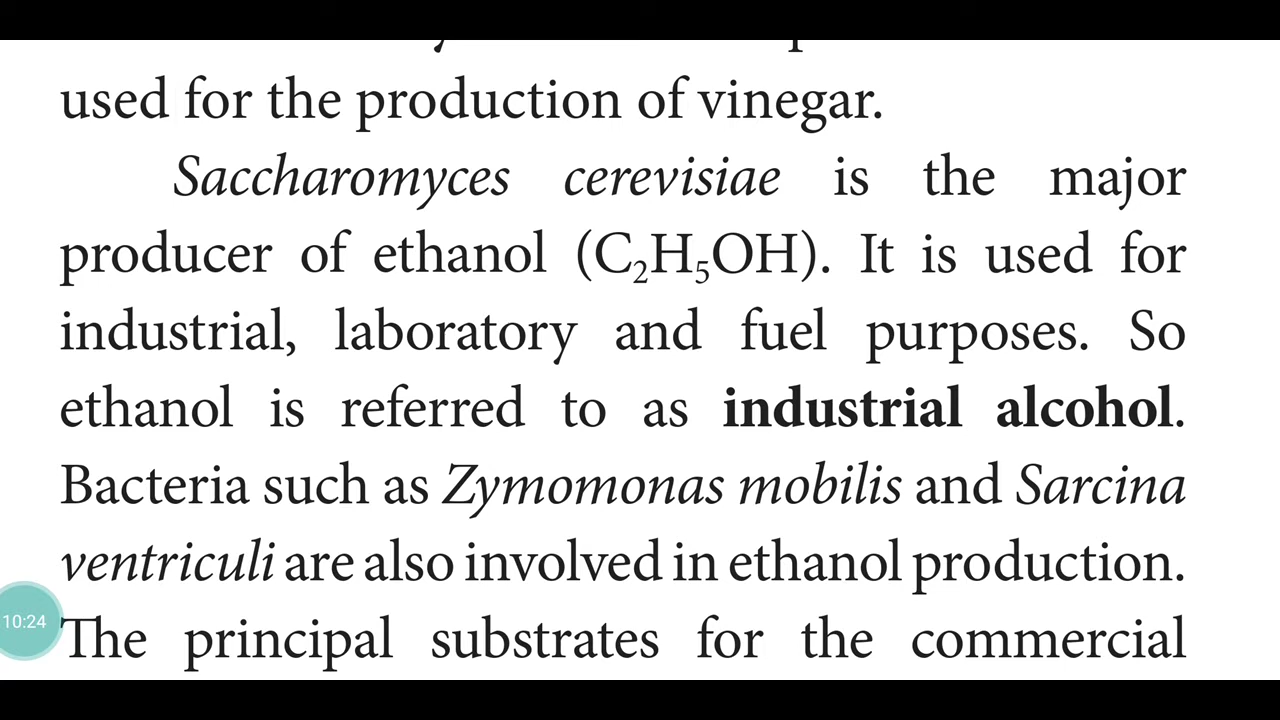 used for the production of vinegar.
Saccharomyces cerevisiae is the major
producer of ethanol (C₂H₅OH). It is used for
industrial, laboratory and fuel purposes. So
ethanol is referred to as industrial alcohol.
Bacteria such as Zymomonas mobilis and Sarcina
ventriculi are also involved in ethanol production.
10:24
The principal substrates for the commercial